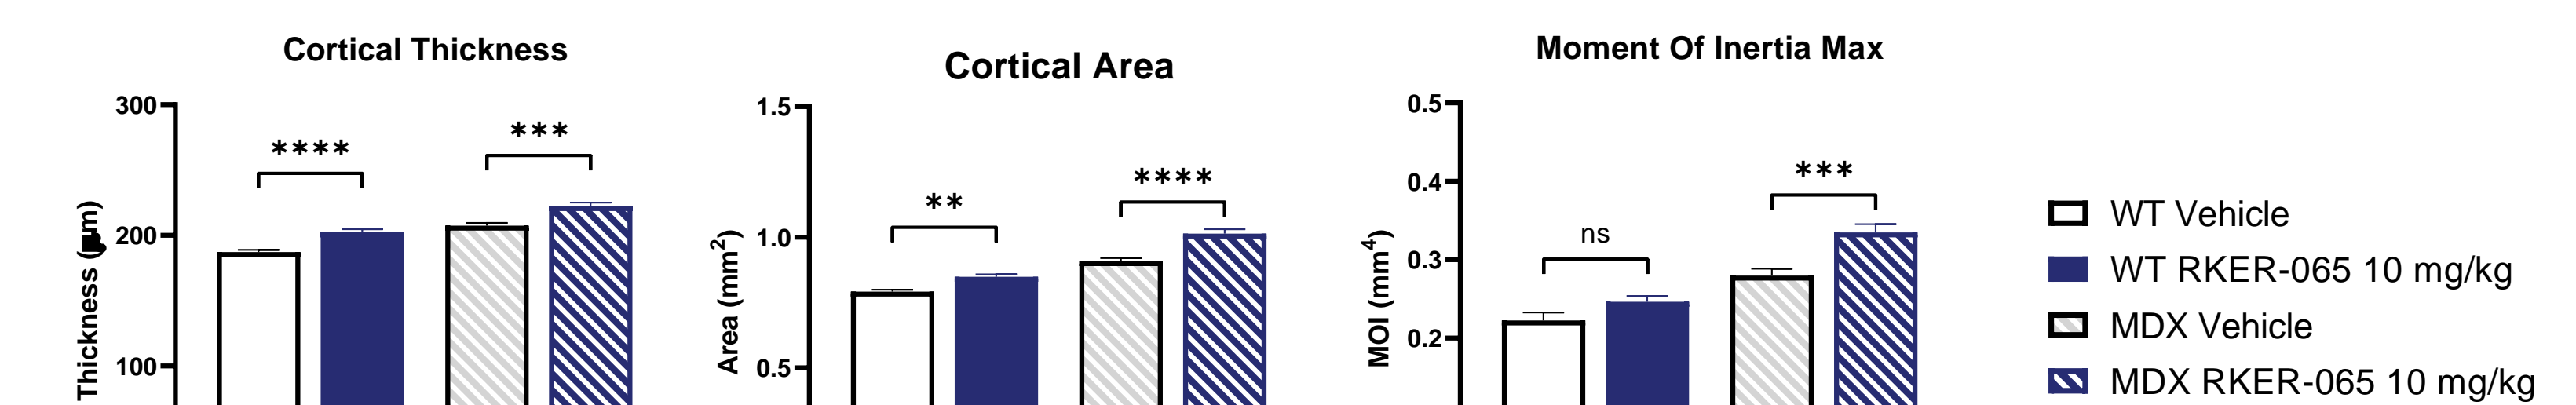 Cortical Thickness
300
200
100
Thickness (
m)
****
***
Cortical Area
1.5
1.0
0.5
Area (mm²)
**
****
Moment Of Inertia Max
0.5
0.4
0.3
0.2
MOI (mm⁴)
ns
***
WT Vehicle
WT RKER-065 10 mg/kg
MDX Vehicle
MDX RKER-065 10 mg/kg